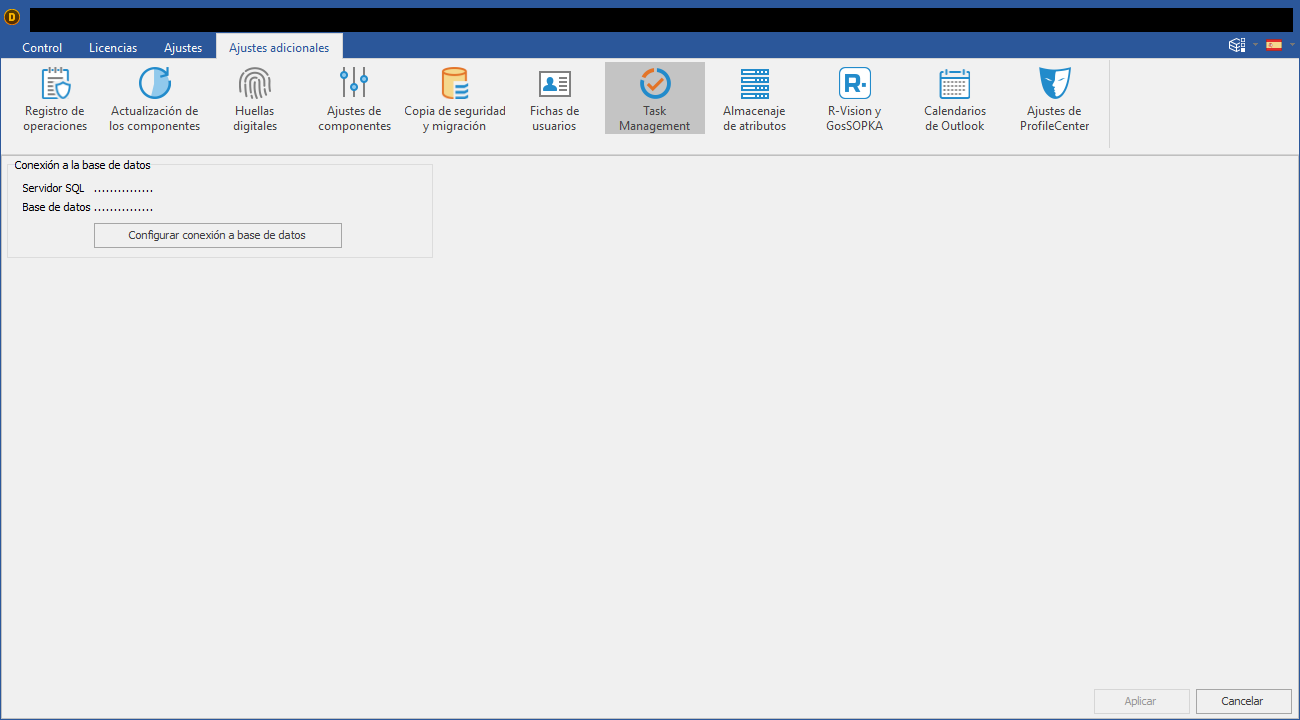 D
Control Licencias Ajustes Ajustes adicionales
Registro de operaciones
Actualización de los componentes
Huellas digitales
Ajustes de componentes
Copia de seguridad y migración
Fichas de usuarios
Task Management
Almacenaje de atributos
R-Vision y GosSOPKA
Calendarios de Outlook
Ajustes de ProfileCenter
Conexión a la base de datos
Servidor SQL ...............
Base de datos ...............
Configurar conexión a base de datos
Aplicar Cancelar